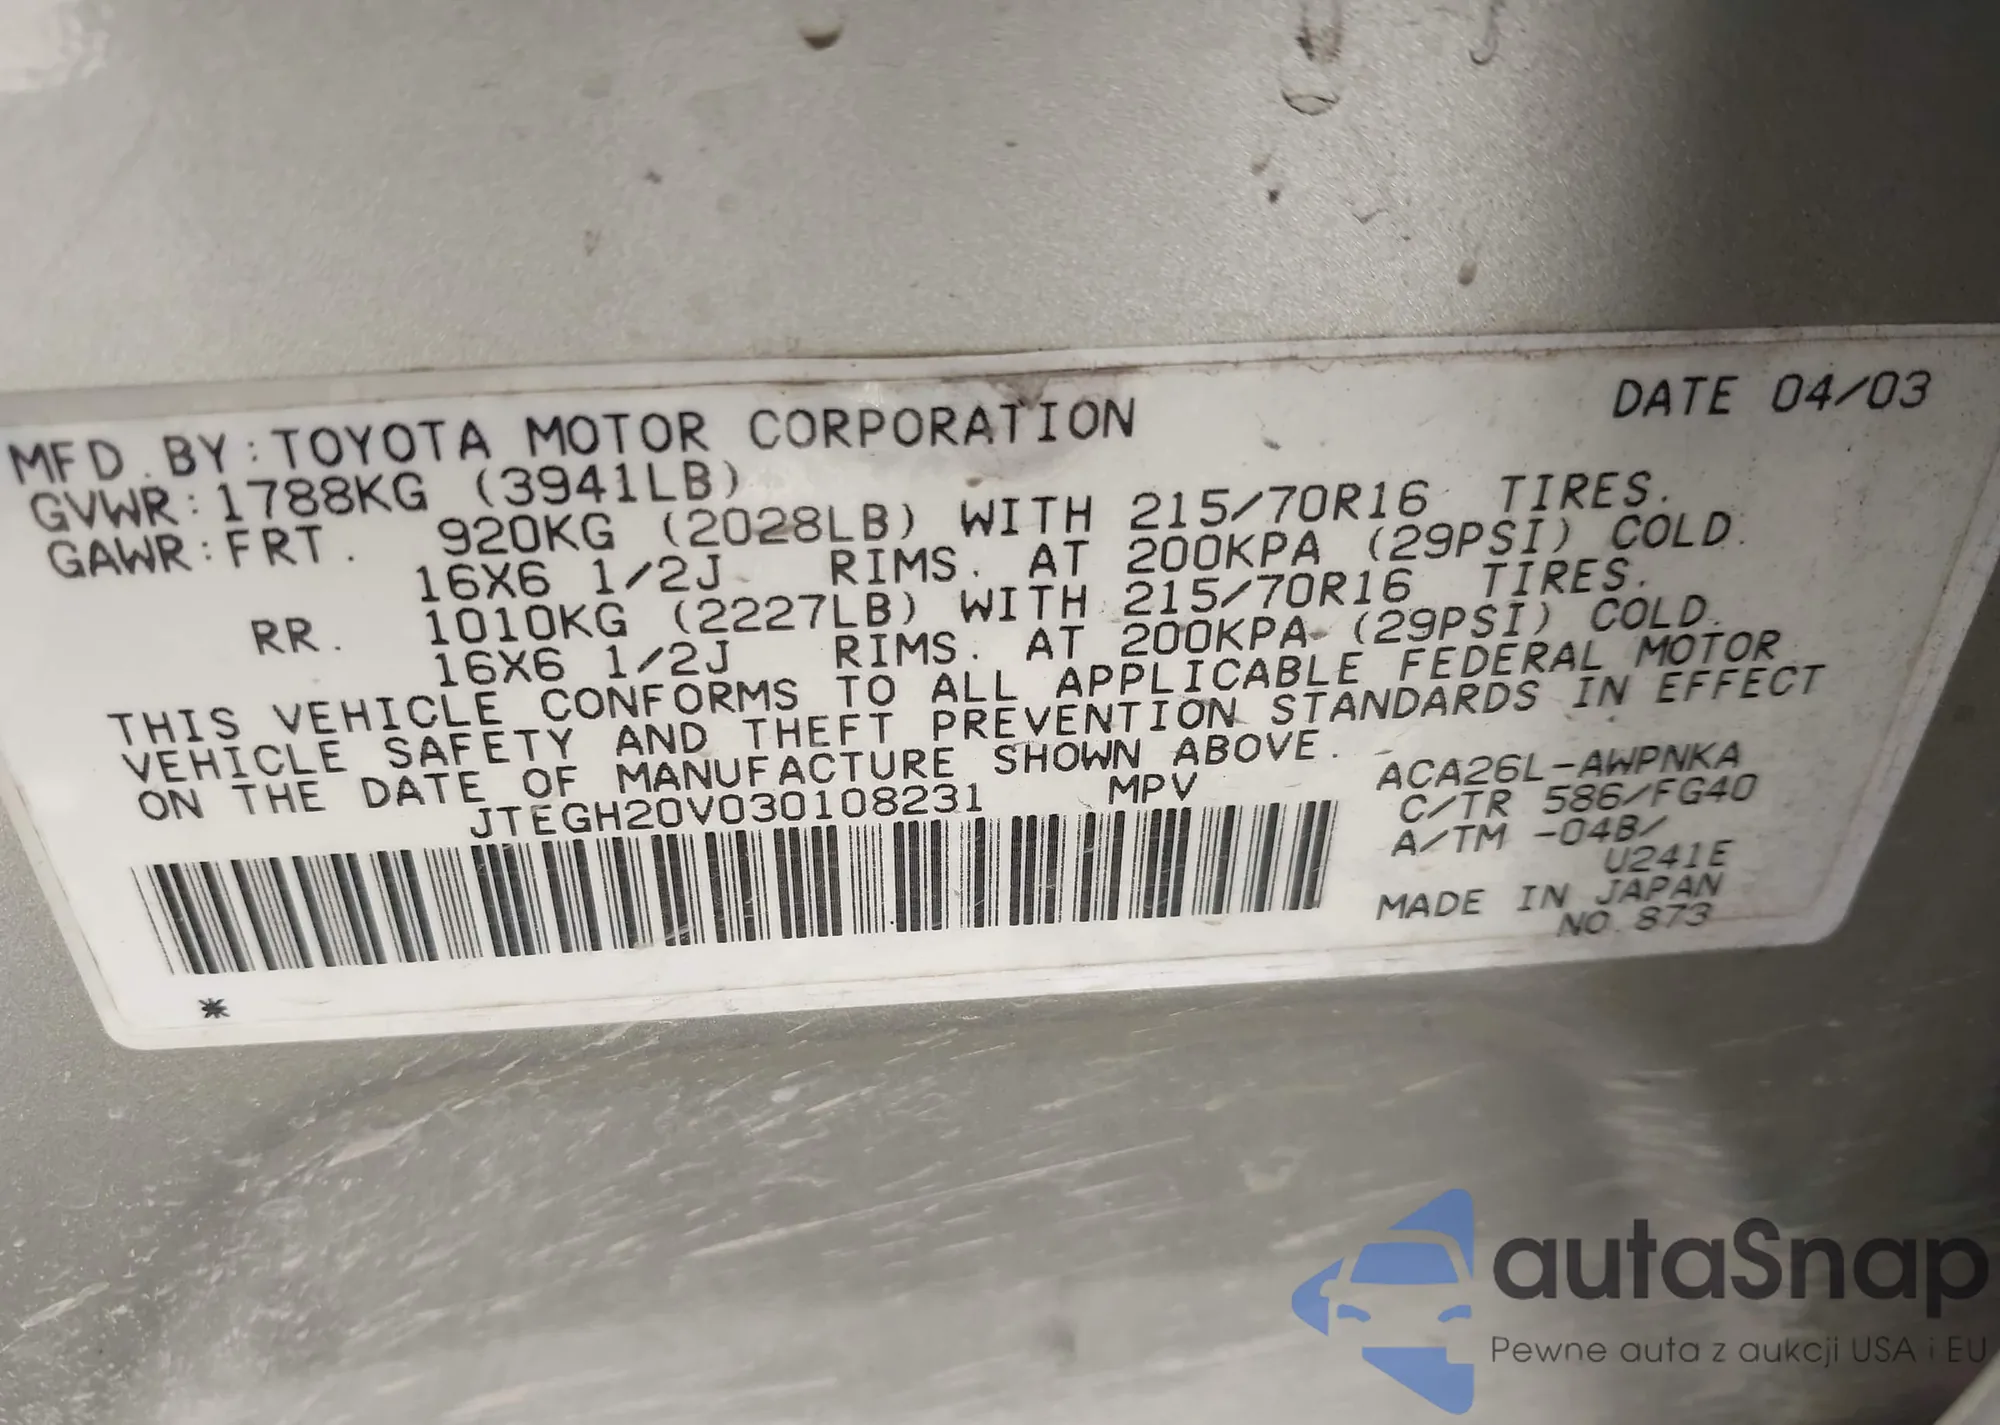 MFD.BY:TOYOTA MOTOR CORPORATION DATE 04/03
GVWR:1788KG (3941LB)
GAWR:FRT. 920KG (2028LB) WITH 215/70R16 TIRES.
16X6 1/2J RIMS. AT 200KPA (29PSI) COLD.
RR. 1010KG (2227LB) WITH 215/70R16 TIRES.
16X6 1/2J RIMS. AT 200KPA (29PSI) COLD.
THIS VEHICLE CONFORMS TO ALL APPLICABLE FEDERAL MOTOR
VEHICLE SAFETY AND THEFT PREVENTION STANDARDS IN EFFECT
ON THE DATE OF MANUFACTURE SHOWN ABOVE.
JTEGH20V030108231 MPV
ACA26L-AWPNKA
C/TR 586/FG40
A/TM -04B/
U241E
MADE IN JAPAN
NO.873
*
autaSnap
Pewne auta z aukcji USA i EU